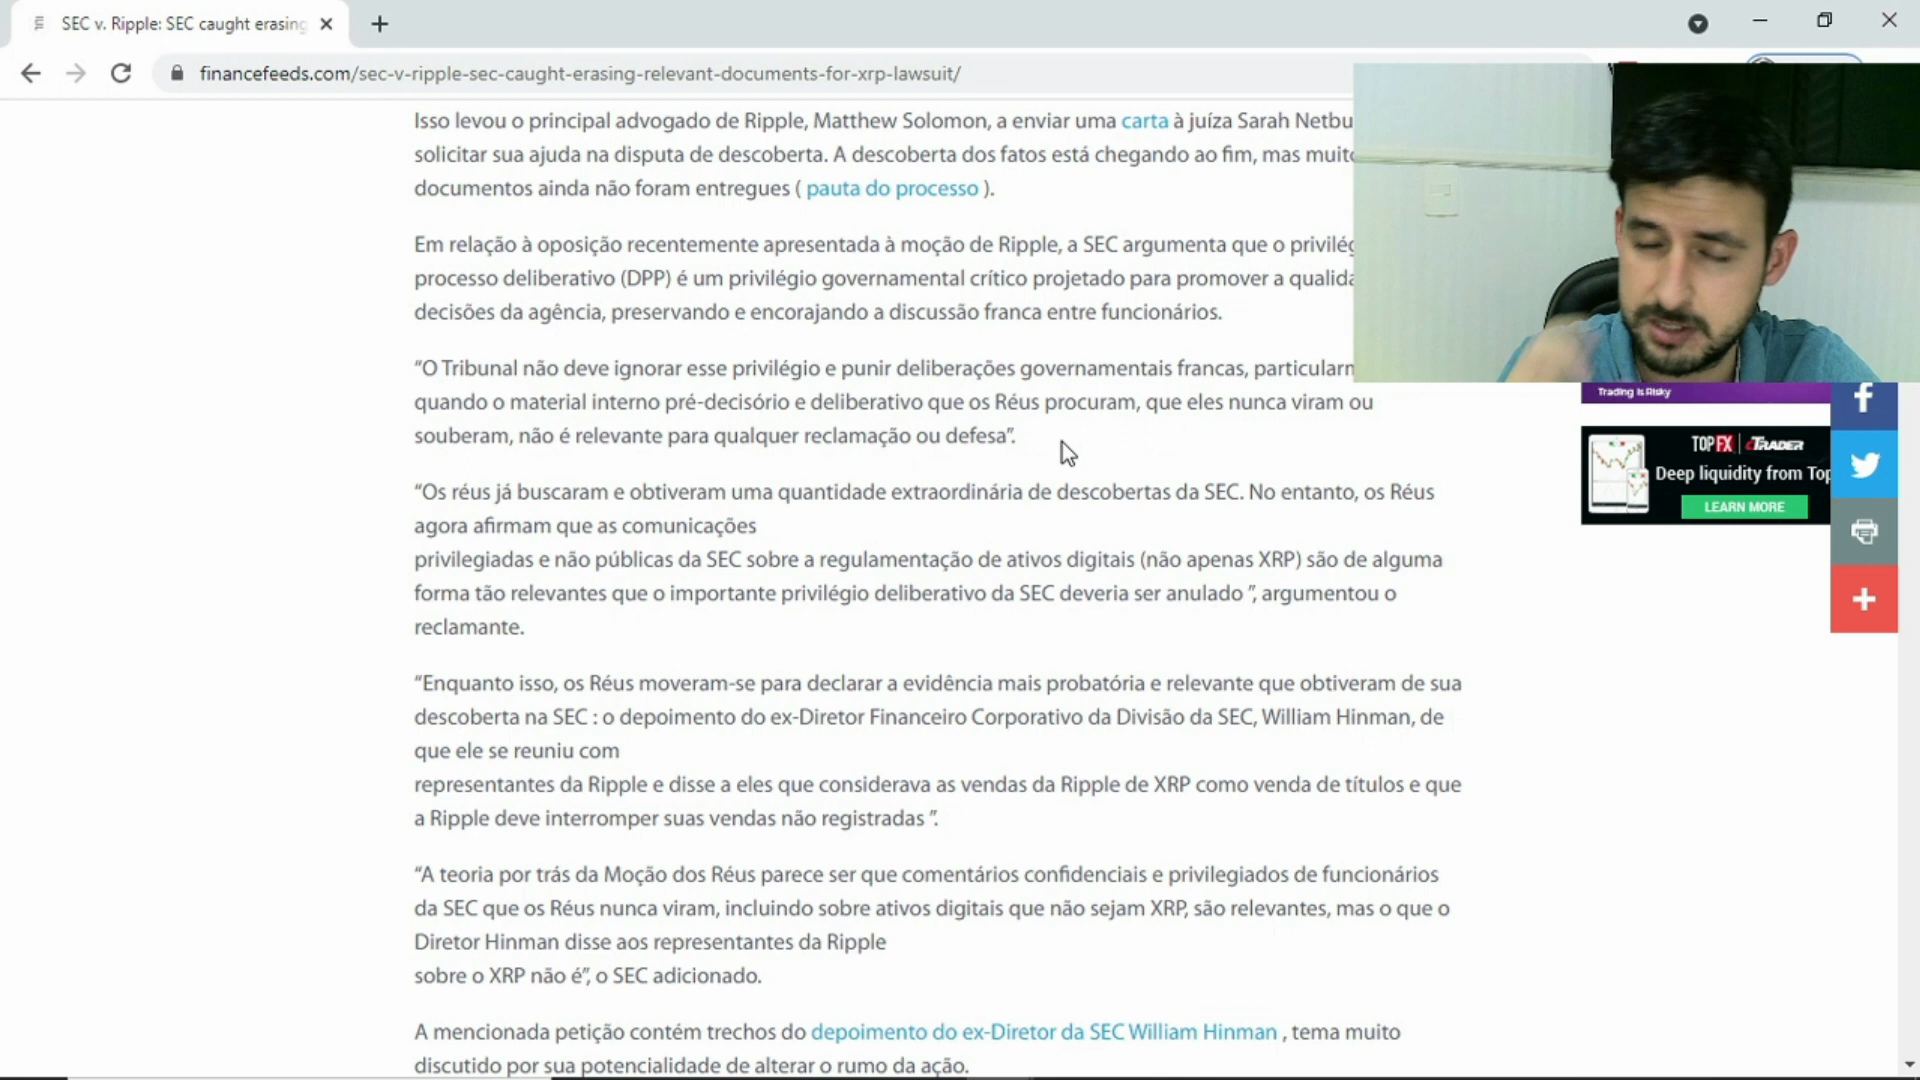 SEC v. Ripple: SEC caught erasing
financefeeds.com/sec-v-ripple-sec-caught-erasing-relevant-documents-for-xrp-lawsuit/
Isso levou o principal advogado de Ripple, Matthew Solomon, a enviar uma carta à juíza Sarah Netbu
solicitar sua ajuda na disputa de descoberta. A descoberta dos fatos está chegando ao fim, mas muito
documentos ainda não foram entregues ( pauta do processo ).
Em relação à oposição recentemente apresentada à moção de Ripple, a SEC argumenta que o privilég
processo deliberativo (DPP) é um privilégio governamental crítico projetado para promover a qualida
decisões da agência, preservando e encorajando a discussão franca entre funcionários.
“O Tribunal não deve ignorar esse privilégio e punir deliberações governamentais francas, particularm
quando o material interno pré-decisório e deliberativo que os Réus procuram, que eles nunca viram ou
souberam, não é relevante para qualquer reclamação ou defesa”.
“Os réus já buscaram e obtiveram uma quantidade extraordinária de descobertas da SEC. No entanto, os Réus
agora afirmam que as comunicações
privilegiadas e não públicas da SEC sobre a regulamentação de ativos digitais (não apenas XRP) são de alguma
forma tão relevantes que o importante privilégio deliberativo da SEC deveria ser anulado ”, argumentou o
reclamante.
“Enquanto isso, os Réus moveram-se para declarar a evidência mais probatória e relevante que obtiveram de sua
descoberta na SEC : o depoimento do ex-Diretor Financeiro Corporativo da Divisão da SEC, William Hinman, de
que ele se reuniu com
representantes da Ripple e disse a eles que considerava as vendas da Ripple de XRP como venda de títulos e que
a Ripple deve interromper suas vendas não registradas ”.
“A teoria por trás da Moção dos Réus parece ser que comentários confidenciais e privilegiados de funcionários
da SEC que os Réus nunca viram, incluindo sobre ativos digitais que não sejam XRP, são relevantes, mas o que o
Diretor Hinman disse aos representantes da Ripple
sobre o XRP não é”, o SEC adicionado.
A mencionada petição contém trechos do depoimento do ex-Diretor da SEC William Hinman , tema muito
discutido por sua potencialidade de alterar o rumo da ação.
Trading is Risky
TOPFX cTRADER
Deep liquidity from Top
LEARN MORE